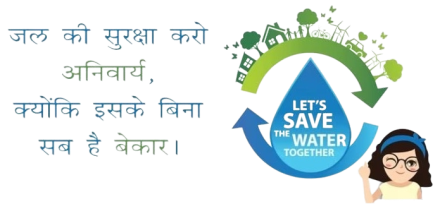 जल की सुरक्षा करो
अनिवार्य,
क्योंकि इसके बिना
सब है बेकार।
LET'S
SAVE
THE WATER
TOGETHER